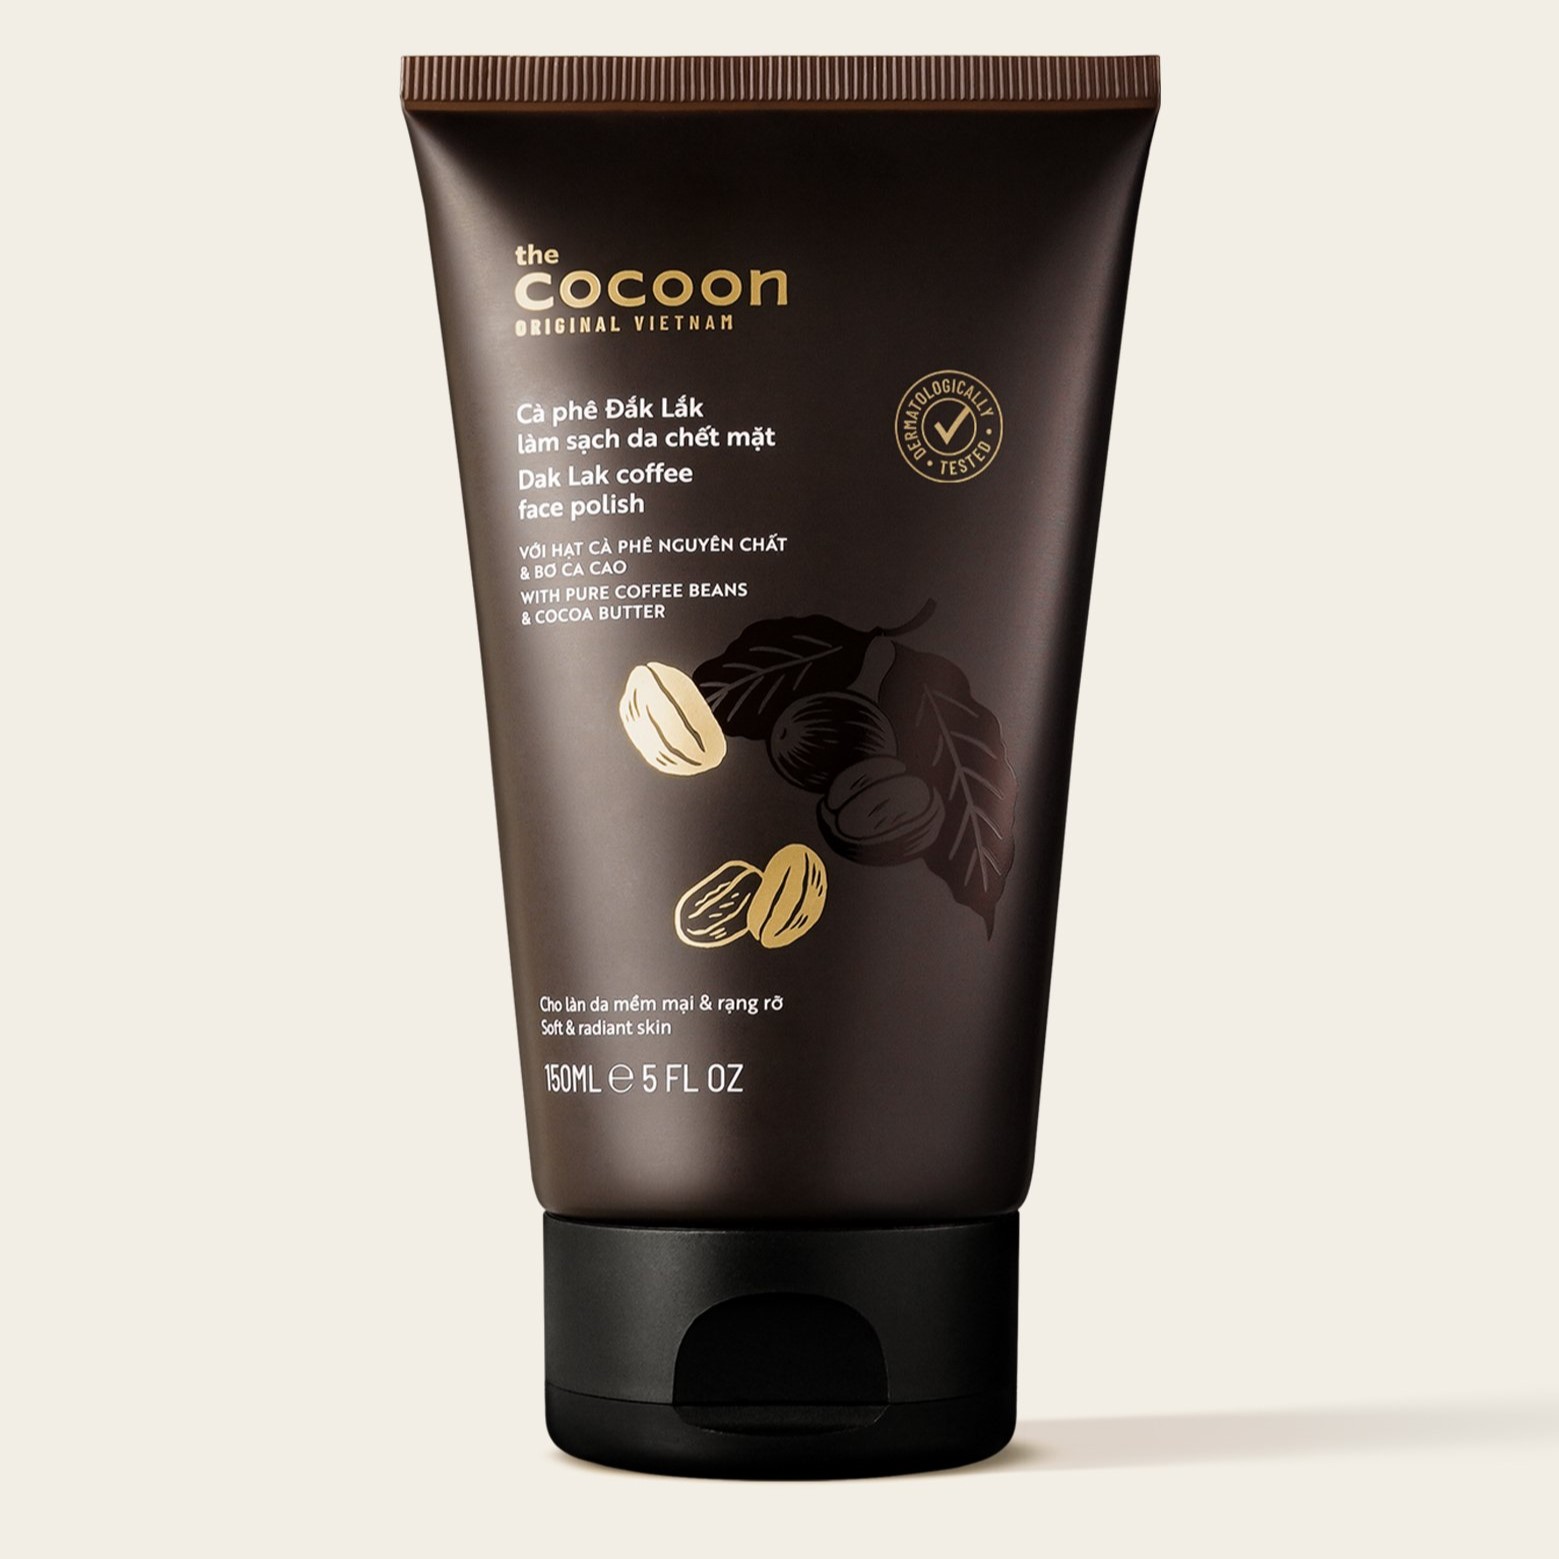 the
cocoon
ORIGINAL VIETNAM
DERMATOLOGICALLY • TESTED •
Cà phê Đắk Lắk
làm sạch da chết mặt
Dak Lak coffee
face polish
VỚI HẠT CÀ PHÊ NGUYÊN CHẤT
& BƠ CA CAO
WITH PURE COFFEE BEANS
& COCOA BUTTER
Cho làn da mềm mại & rạng rỡ
Soft & radiant skin
150ML ℮ 5 FL OZ